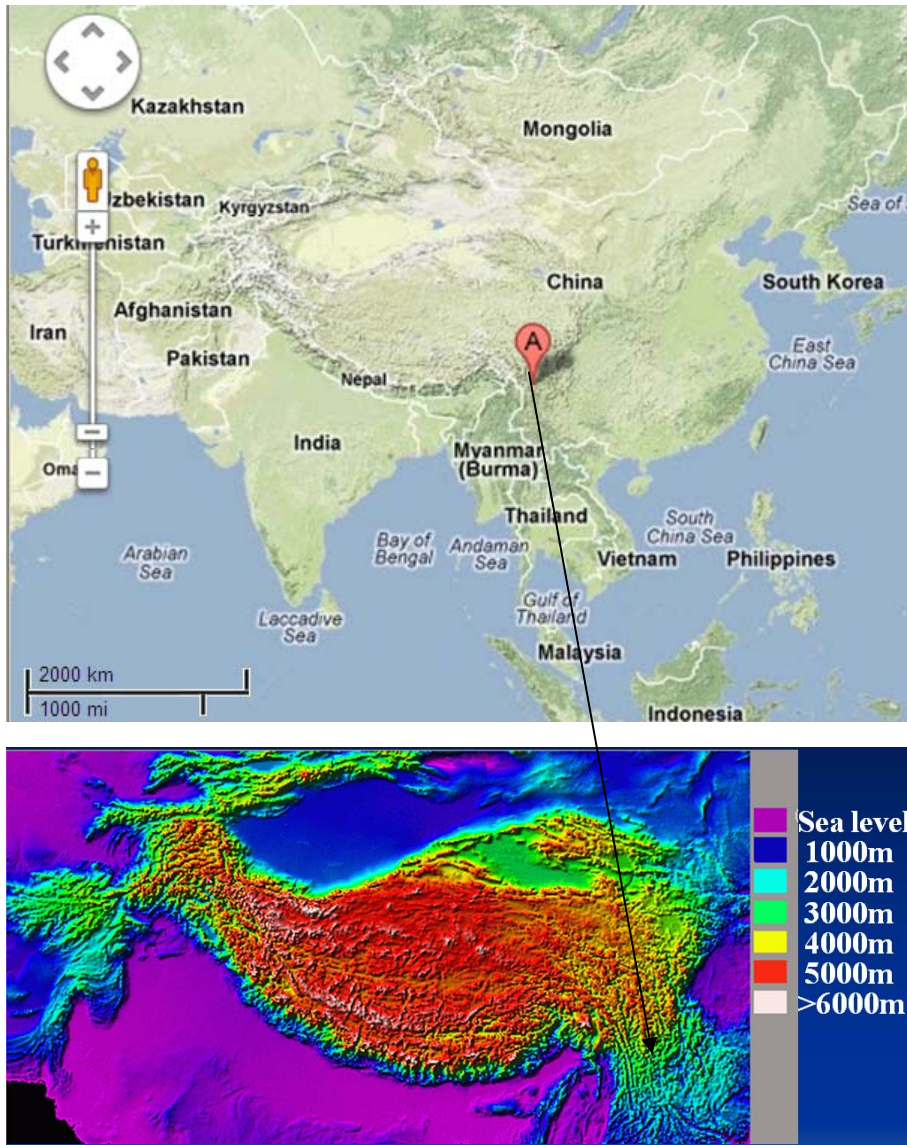 Kazakhstan
Mongolia
Uzbekistan
Kyrgyzstan
Sea of
Turkmenistan
China
South Korea
Afghanistan
Iran
A
East
China Sea
Pakistan
Nepal
India
Myanmar
(Burma)
Oma
Thailand
South
China Sea
Bay of
Bengal
Andaman
Sea
Arabian
Sea
Vietnam
Philippines
Gulf of
Thailand
Laccadive
Sea
Malaysia
2000 km
1000 mi
Indonesia
Sea level
1000m
2000m
3000m
4000m
5000m
>6000m